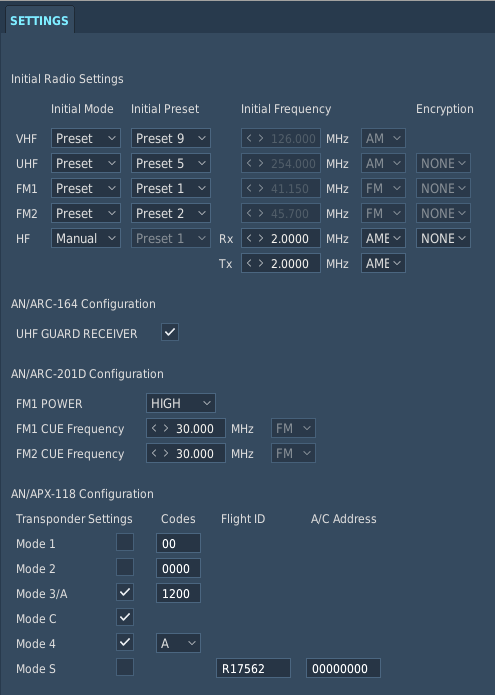 SETTINGS
Initial Radio Settings
Initial Mode Initial Preset Initial Frequency Encryption
VHF Preset Preset 9 126.000 MHz AM
UHF Preset Preset 5 254.000 MHz AM NONE
FM1 Preset Preset 1 41.150 MHz FM NONE
FM2 Preset Preset 2 45.700 MHz FM NONE
HF Manual Preset 1 Rx 2.0000 MHz AME NONE
Tx 2.0000 MHz AME
AN/ARC-164 Configuration
UHF GUARD RECEIVER
AN/ARC-201D Configuration
FM1 POWER HIGH
FM1 CUE Frequency 30.000 MHz FM
FM2 CUE Frequency 30.000 MHz FM
AN/APX-118 Configuration
Transponder Settings Codes Flight ID A/C Address
Mode 1 00
Mode 2 0000
Mode 3/A 1200
Mode C
Mode 4 A
Mode S R17562 00000000